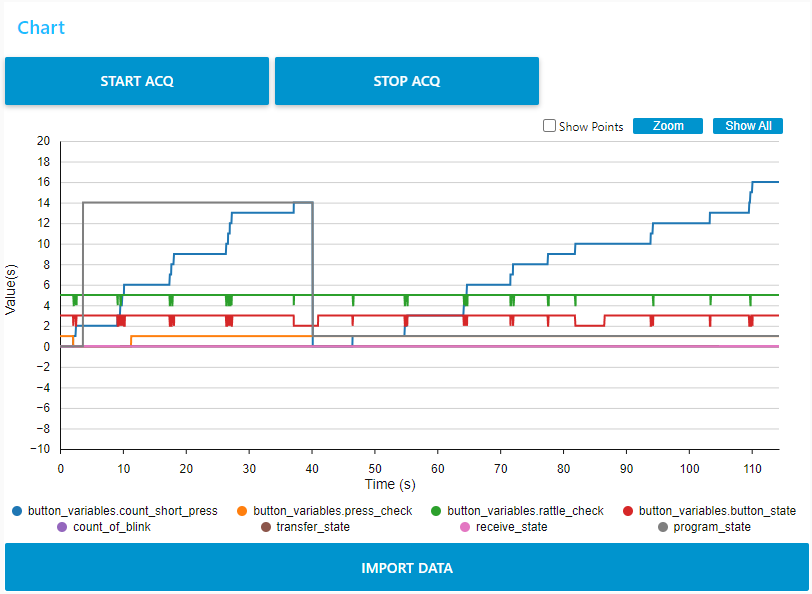 Chart
START ACQ STOP ACQ
Show Points Zoom Show All
20
18
16
14
12
10
8
6
4
2
0
−2
−4
−6
−8
−10
Value(s)
0 10 20 30 40 50 60 70 80 90 100 110
Time (s)
button_variables.count_short_press button_variables.press_check button_variables.rattle_check button_variables.button_state
count_of_blink transfer_state receive_state program_state
IMPORT DATA